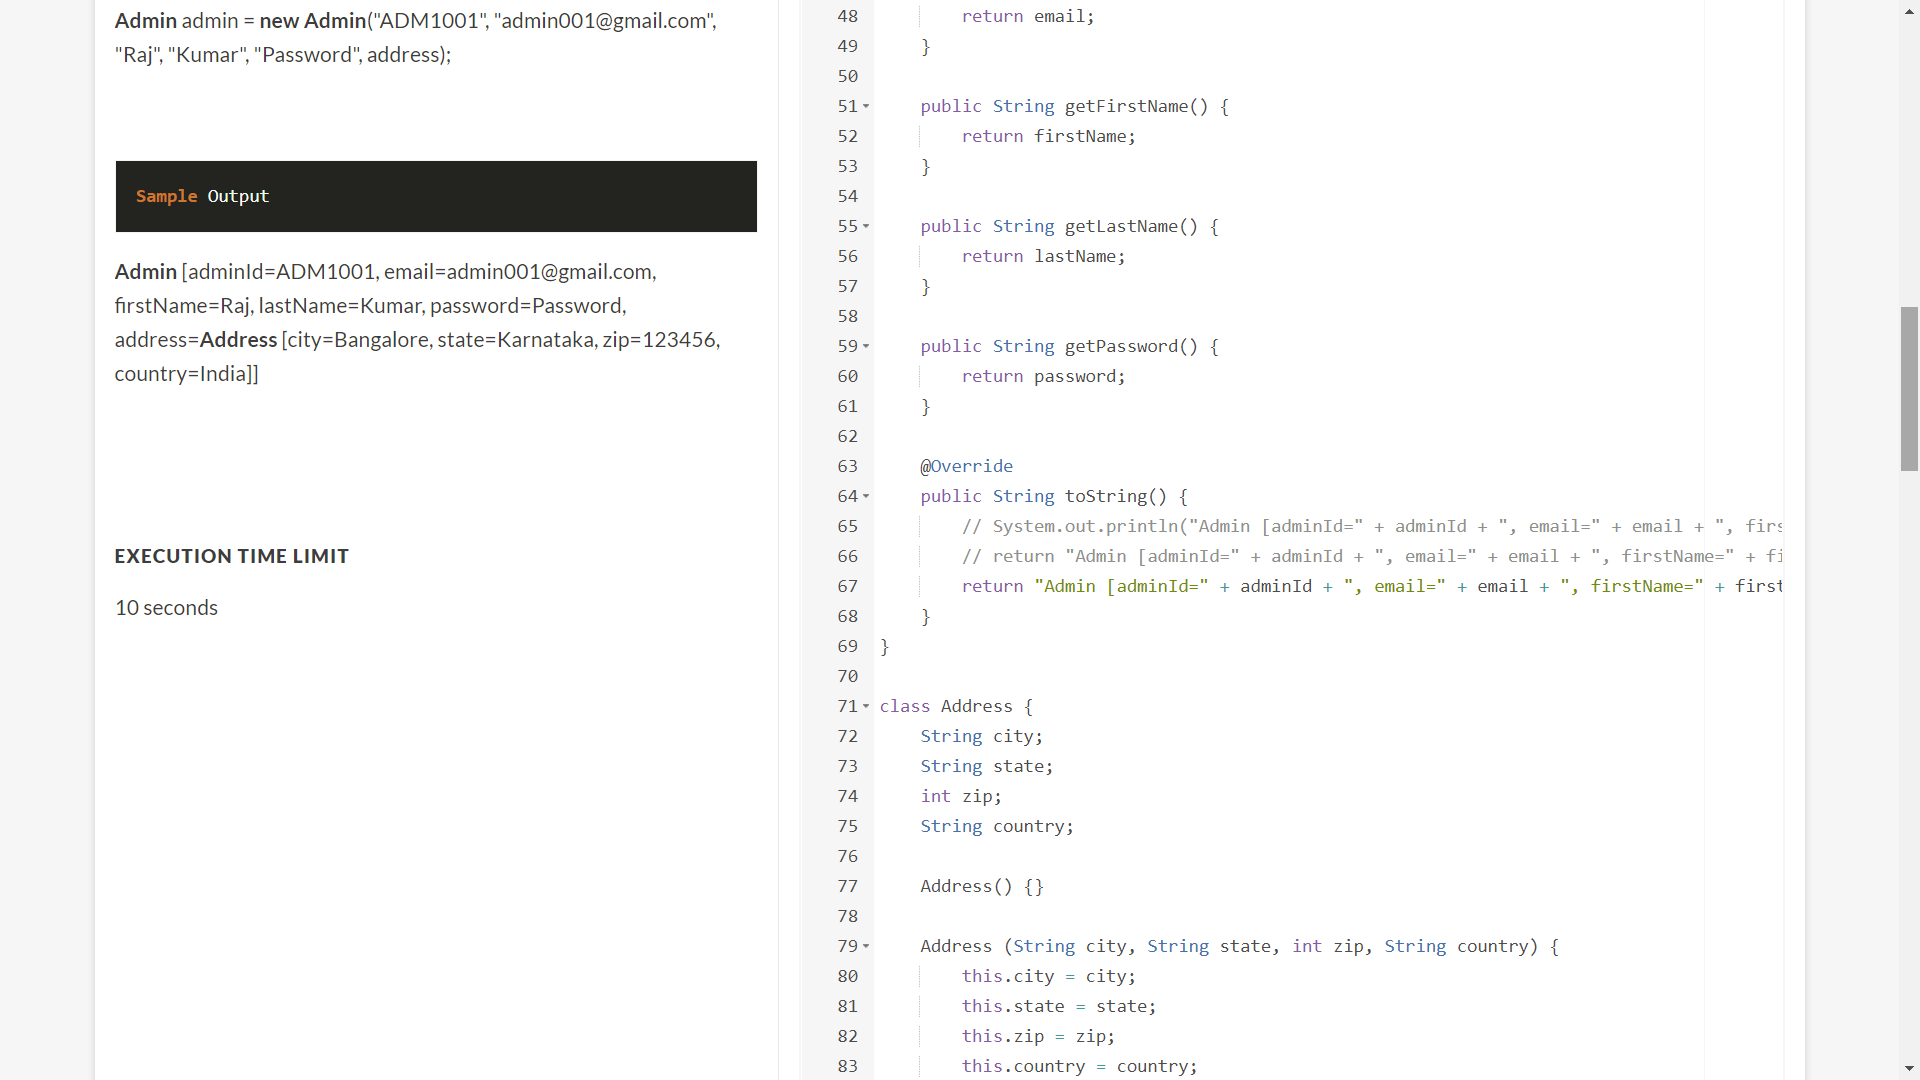 Admin admin = new Admin("ADM1001", "admin001@gmail.com",
"Raj", "Kumar", "Password", address);
Sample Output
Admin [adminId=ADM1001, email=admin001@gmail.com,
firstName=Raj, lastName=Kumar, password=Password,
address=Address [city=Bangalore, state=Karnataka, zip=123456,
country=India]]
EXECUTION TIME LIMIT
10 seconds
48 return email;
49 }
50
51 public String getFirstName() {
52 return firstName;
53 }
54
55 public String getLastName() {
56 return lastName;
57 }
58
59 public String getPassword() {
60 return password;
61 }
62
63 @Override
64 public String toString() {
65 // System.out.println("Admin [adminId=" + adminId + ", email=" + email + ", firs
66 // return "Admin [adminId=" + adminId + ", email=" + email + ", firstName=" + fi
67 return "Admin [adminId=" + adminId + ", email=" + email + ", firstName=" + first
68 }
69 }
70
71 class Address {
72 String city;
73 String state;
74 int zip;
75 String country;
76
77 Address() {}
78
79 Address (String city, String state, int zip, String country) {
80 this.city = city;
81 this.state = state;
82 this.zip = zip;
83 this.country = country;